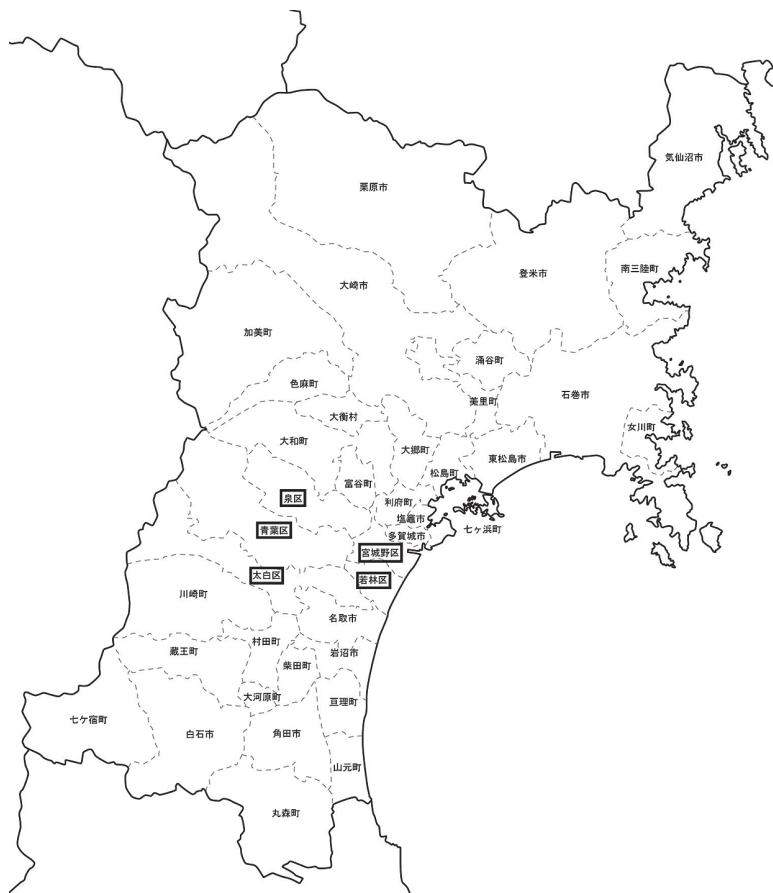 気仙沼市
栗原市
南三陸町
登米市
大崎市
加美町
涌谷町
色麻町
石巻市
美里町
大衡村
女川町
大和町
大郷町
東松島市
松島町
富谷町
泉区
利府町
塩竈市
七ヶ浜町
青葉区
多賀城市
宮城野区
太白区
若林区
川崎町
名取市
村田町
蔵王町
岩沼市
柴田町
大河原町
亘理町
七ケ宿町
白石市
角田市
山元町
丸森町